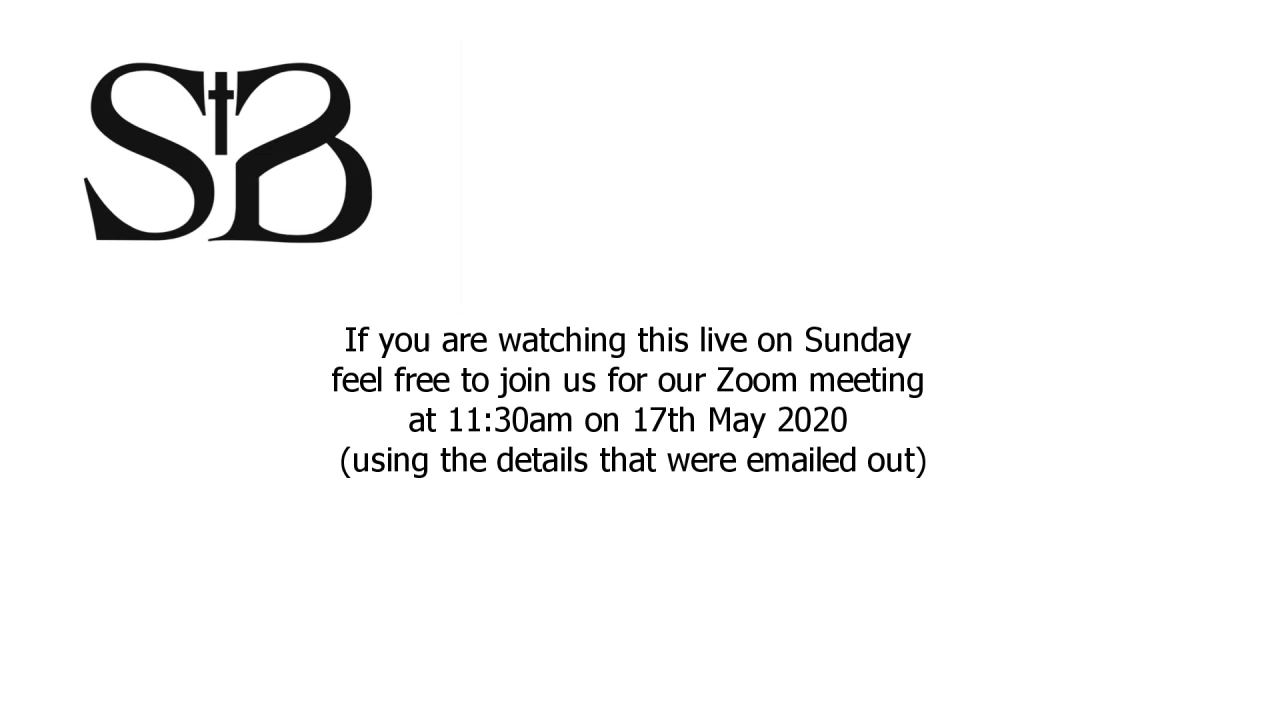 StB
If you are watching this live on Sunday
feel free to join us for our Zoom meeting
at 11:30am on 17th May 2020
(using the details that were emailed out)